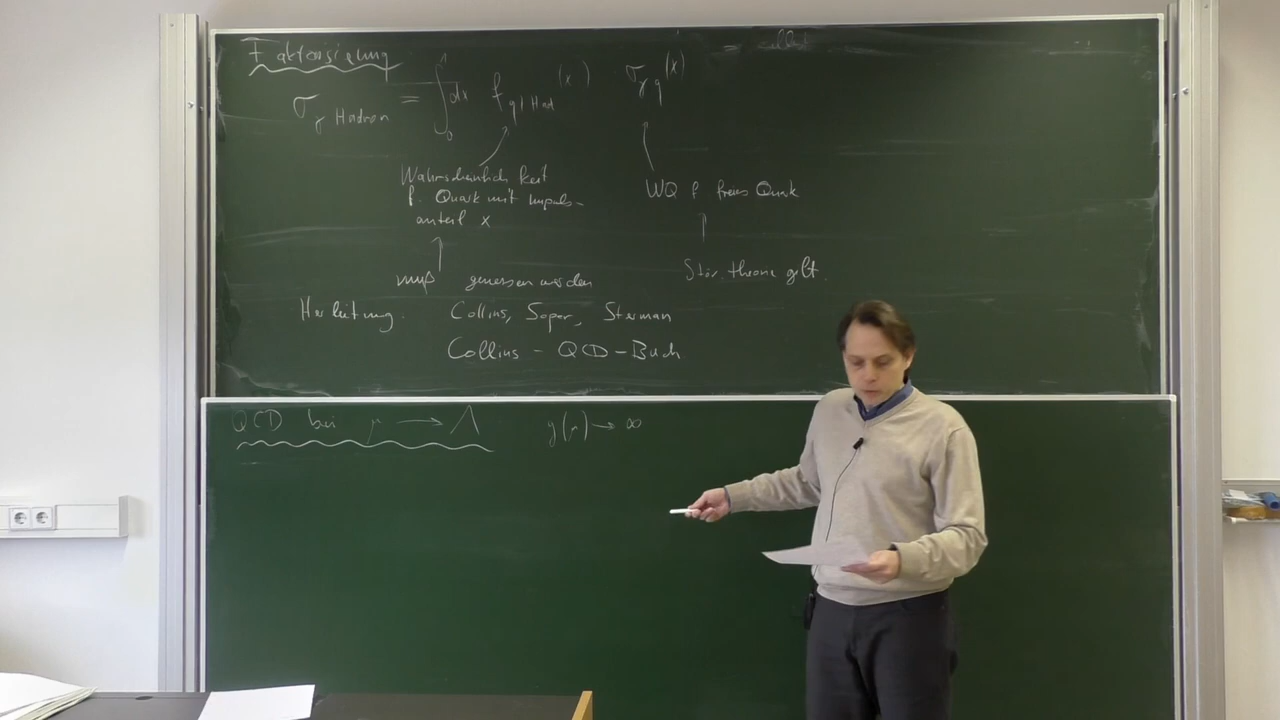 Faktorisierung
σ_γ Hadron = ∫₀¹ dx f_q|Had (x) σ_γq (x)
Wahrscheinlichkeit
f. Quark mit Impuls-
anteil x
WQ f freies Quark
muß gemessen werden
Störtheorie gilt.
Herleitung. Collins, Soper, Sterman
Collins - QCD-Buch
QCD bei μ → Λ g(μ) → ∞